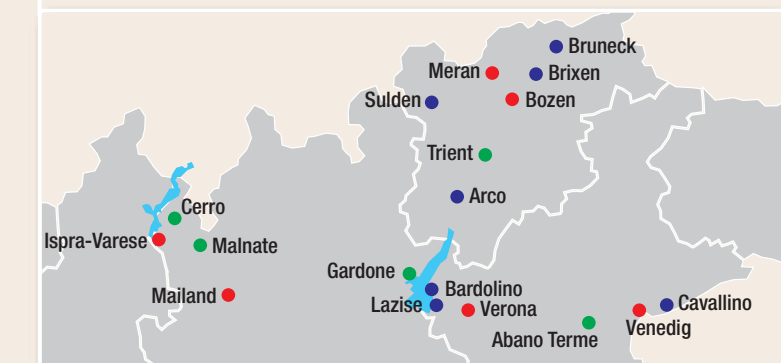 Bruneck
Meran
Brixen
Sulden
Bozen
Trient
Arco
Cerro
Ispra-Varese
Malnate
Gardone
Mailand
Bardolino
Lazise
Verona
Cavallino
Venedig
Abano Terme